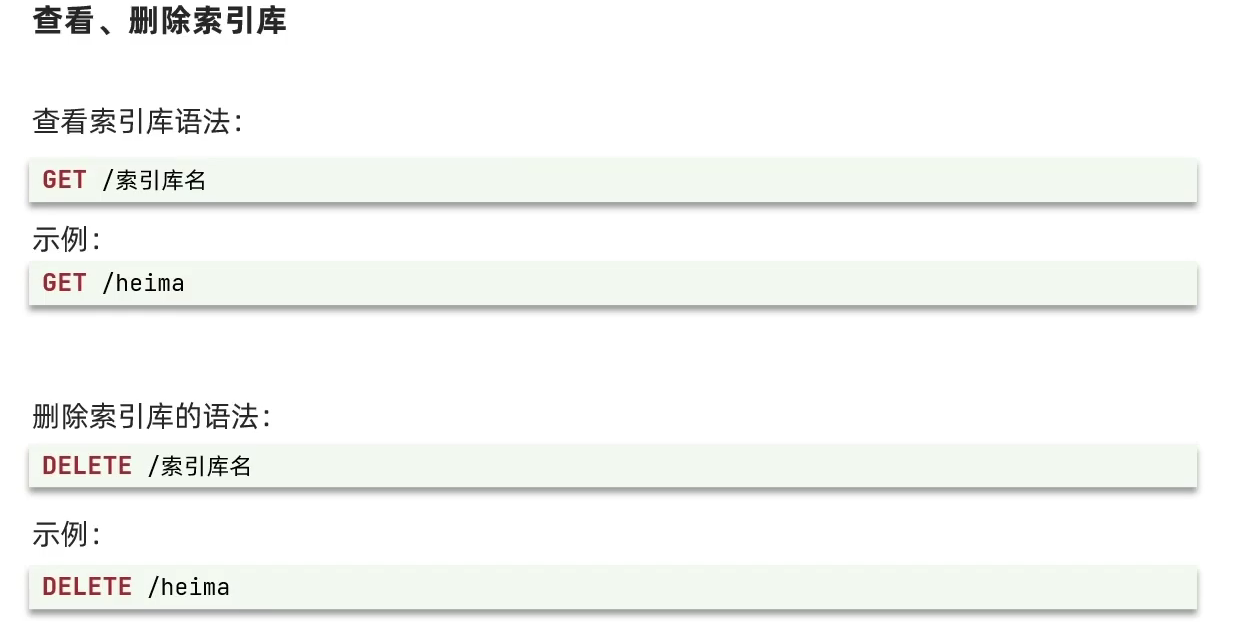 查看、删除索引库
查看索引库语法：
GET /索引库名
示例：
GET /heima
删除索引库的语法：
DELETE /索引库名
示例：
DELETE /heima